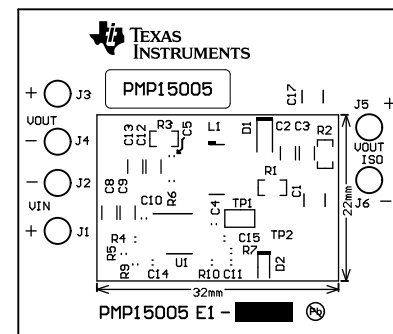 TEXAS
INSTRUMENTS
PMP15005
+ J3
VOUT
- J4
- J2
VIN
+ J1
C17
J5 +
VOUT
ISO
J6 -
C13
C12
R3
C5
L1
D1
C2 C3
R2
C8
C9
R6
R1
C1
C10
C4
TP1
R4
C15
TP2
R5
R7
R9
C14
U1
R10
C11
D2
22mm
32mm
PMP15005 E1 -
Pb